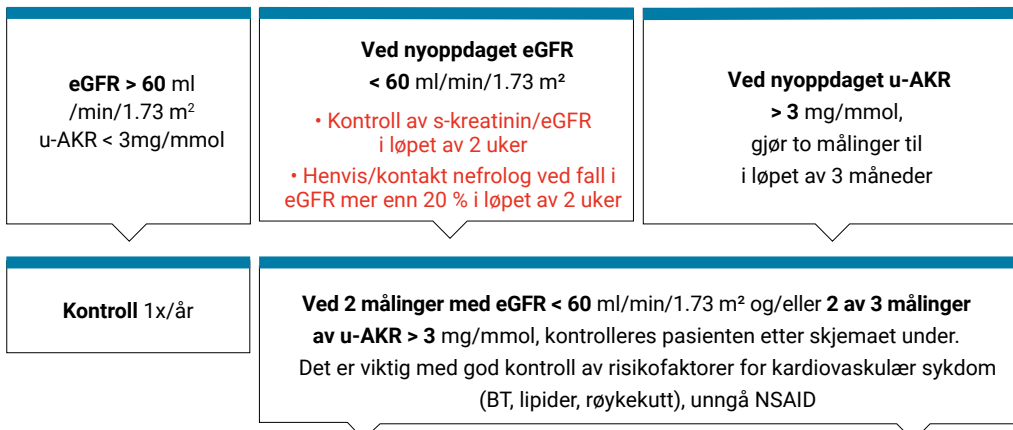 eGFR > 60 ml
/min/1.73 m²
u-AKR < 3mg/mmol
Ved nyoppdaget eGFR
< 60 ml/min/1.73 m²
• Kontroll av s-kreatinin/eGFR
i løpet av 2 uker
• Henvis/kontakt nefrolog ved fall i
eGFR mer enn 20 % i løpet av 2 uker
Ved nyoppdaget u-AKR
> 3 mg/mmol,
gjør to målinger til
i løpet av 3 måneder
Kontroll 1x/år
Ved 2 målinger med eGFR < 60 ml/min/1.73 m² og/eller 2 av 3 målinger
av u-AKR > 3 mg/mmol, kontrolleres pasienten etter skjemaet under.
Det er viktig med god kontroll av risikofaktorer for kardiovaskulær sykdom
(BT, lipider, røykekutt), unngå NSAID